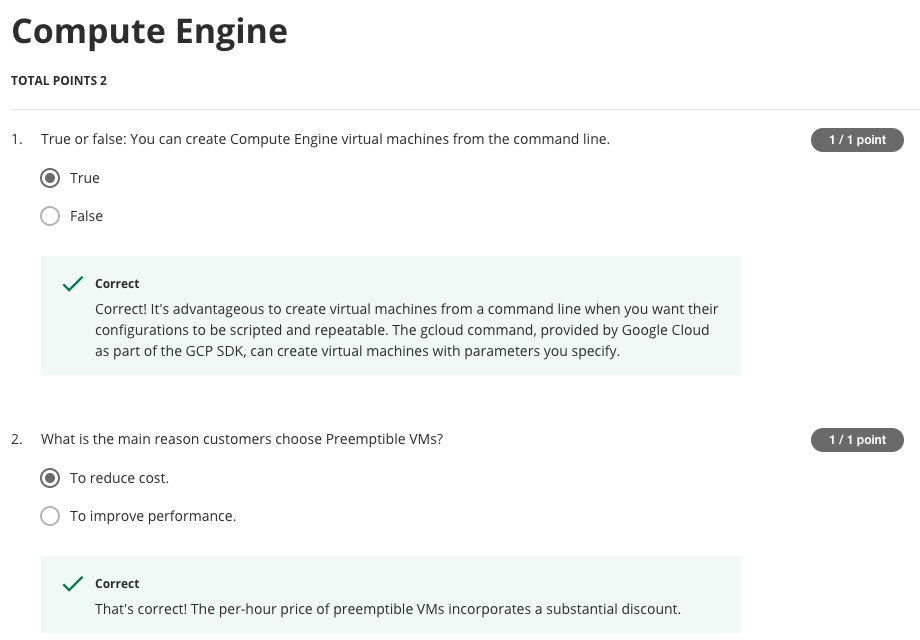 Compute Engine
TOTAL POINTS 2
1. True or false: You can create Compute Engine virtual machines from the command line. 1 / 1 point
True
False
Correct
Correct! It's advantageous to create virtual machines from a command line when you want their
configurations to be scripted and repeatable. The gcloud command, provided by Google Cloud
as part of the GCP SDK, can create virtual machines with parameters you specify.
2. What is the main reason customers choose Preemptible VMs? 1 / 1 point
To reduce cost.
To improve performance.
Correct
That's correct! The per-hour price of preemptible VMs incorporates a substantial discount.